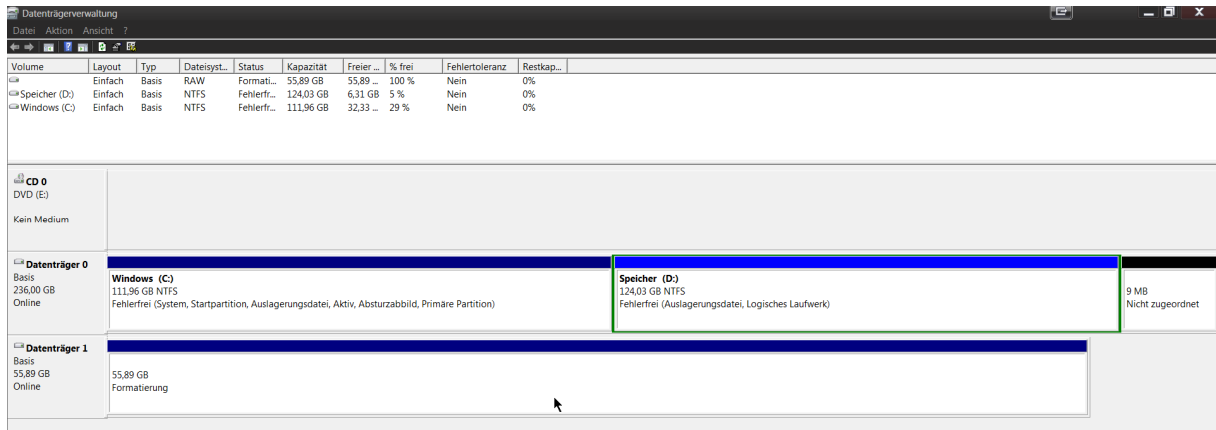 Datenträgerverwaltung
Datei Aktion Ansicht ?
Volume Layout Typ Dateisyst... Status Kapazität Freier ... % frei Fehlertoleranz Restkap...
Einfach Basis RAW Formati... 55,89 GB 55,89 ... 100 % Nein 0%
Speicher (D:) Einfach Basis NTFS Fehlerfr... 124,03 GB 6,31 GB 5 % Nein 0%
Windows (C:) Einfach Basis NTFS Fehlerfr... 111,96 GB 32,33 ... 29 % Nein 0%
CD 0
DVD (E:)
Kein Medium
Datenträger 0
Basis
236,00 GB
Online
Windows (C:)
111,96 GB NTFS
Fehlerfrei (System, Startpartition, Auslagerungsdatei, Aktiv, Absturzabbild, Primäre Partition)
Speicher (D:)
124,03 GB NTFS
Fehlerfrei (Auslagerungsdatei, Logisches Laufwerk)
9 MB
Nicht zugeordnet
Datenträger 1
Basis
55,89 GB
Online
55,89 GB
Formatierung